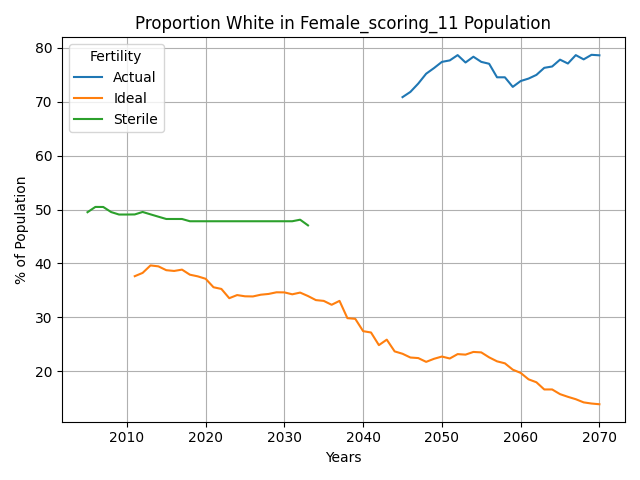 Proportion White in Female_scoring_11 Population
Fertility
Actual
Ideal
Sterile
% of Population
80
70
60
50
40
30
20
2010 2020 2030 2040 2050 2060 2070
Years